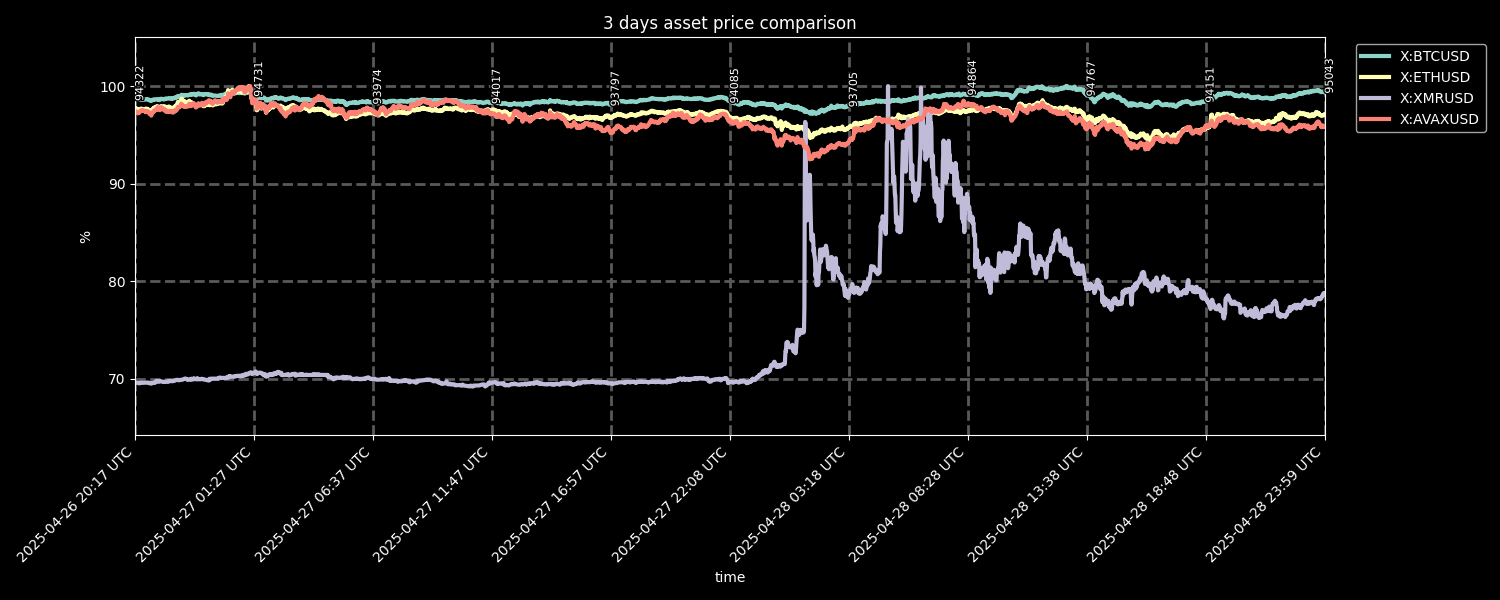 3 days asset price comparison
X:BTCUSD
X:ETHUSD
X:XMRUSD
X:AVAXUSD
100
90
80
70
%
94322
94731
93974
94017
93797
94085
93705
94864
94767
94151
95043
2025-04-26 20:17 UTC
2025-04-27 01:27 UTC
2025-04-27 06:37 UTC
2025-04-27 11:47 UTC
2025-04-27 16:57 UTC
2025-04-27 22:08 UTC
2025-04-28 03:18 UTC
2025-04-28 08:28 UTC
2025-04-28 13:38 UTC
2025-04-28 18:48 UTC
2025-04-28 23:59 UTC
time